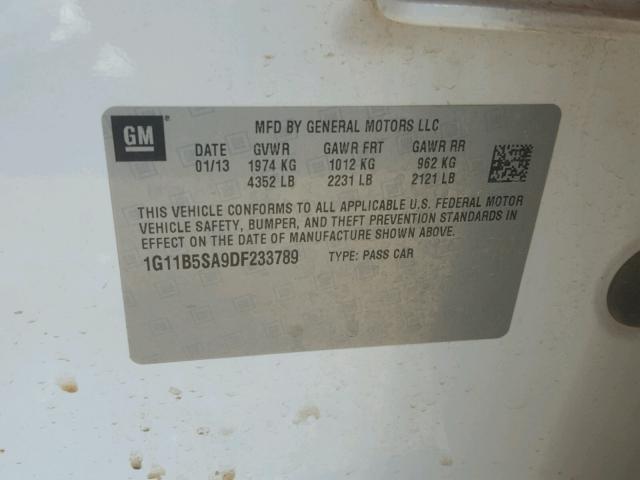 GM
MFD BY GENERAL MOTORS LLC
DATE GVWR GAWR FRT GAWR RR
01/13 1974 KG 1012 KG 962 KG
4352 LB 2231 LB 2121 LB
THIS VEHICLE CONFORMS TO ALL APPLICABLE U.S. FEDERAL MOTOR
VEHICLE SAFETY, BUMPER, AND THEFT PREVENTION STANDARDS IN
EFFECT ON THE DATE OF MANUFACTURE SHOWN ABOVE.
1G11B5SA9DF233789 TYPE: PASS CAR